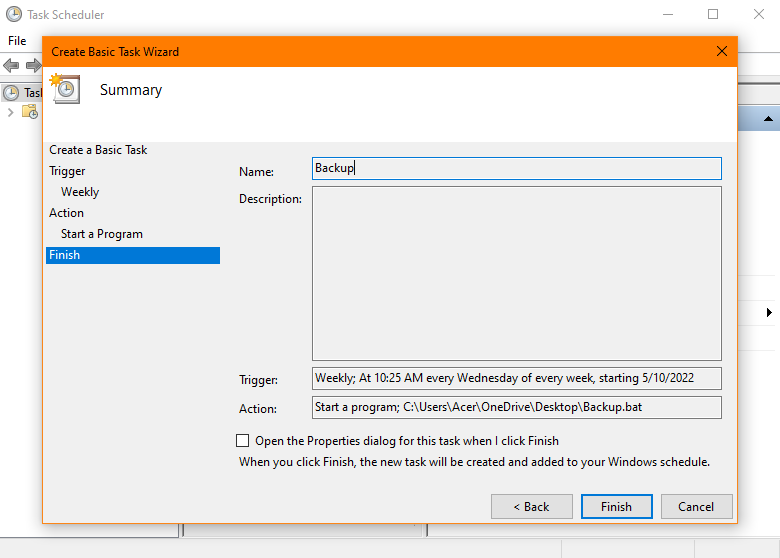 Task Scheduler
File
Create Basic Task Wizard
Summary
Create a Basic Task
Trigger
Weekly
Action
Start a Program
Finish
Name:
Backup
Description:
Trigger:
Weekly; At 10:25 AM every Wednesday of every week, starting 5/10/2022
Action:
Start a program; C:\Users\Acer\OneDrive\Desktop\Backup.bat
Open the Properties dialog for this task when I click Finish
When you click Finish, the new task will be created and added to your Windows schedule.
< Back
Finish
Cancel